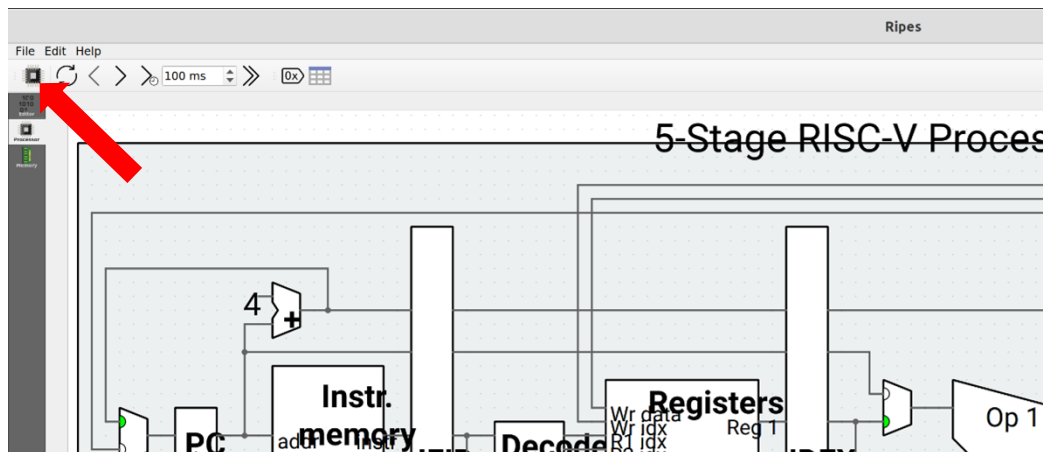 Ripes
File Edit Help
100 ms
0x
Editor
Processor
Memory
5-Stage RISC-V Proces
4
+
Instr.
memory
addr
instr
PC
Registers
Wr data
Wr idx
R1 idx
Reg 1
Decode
Op 1